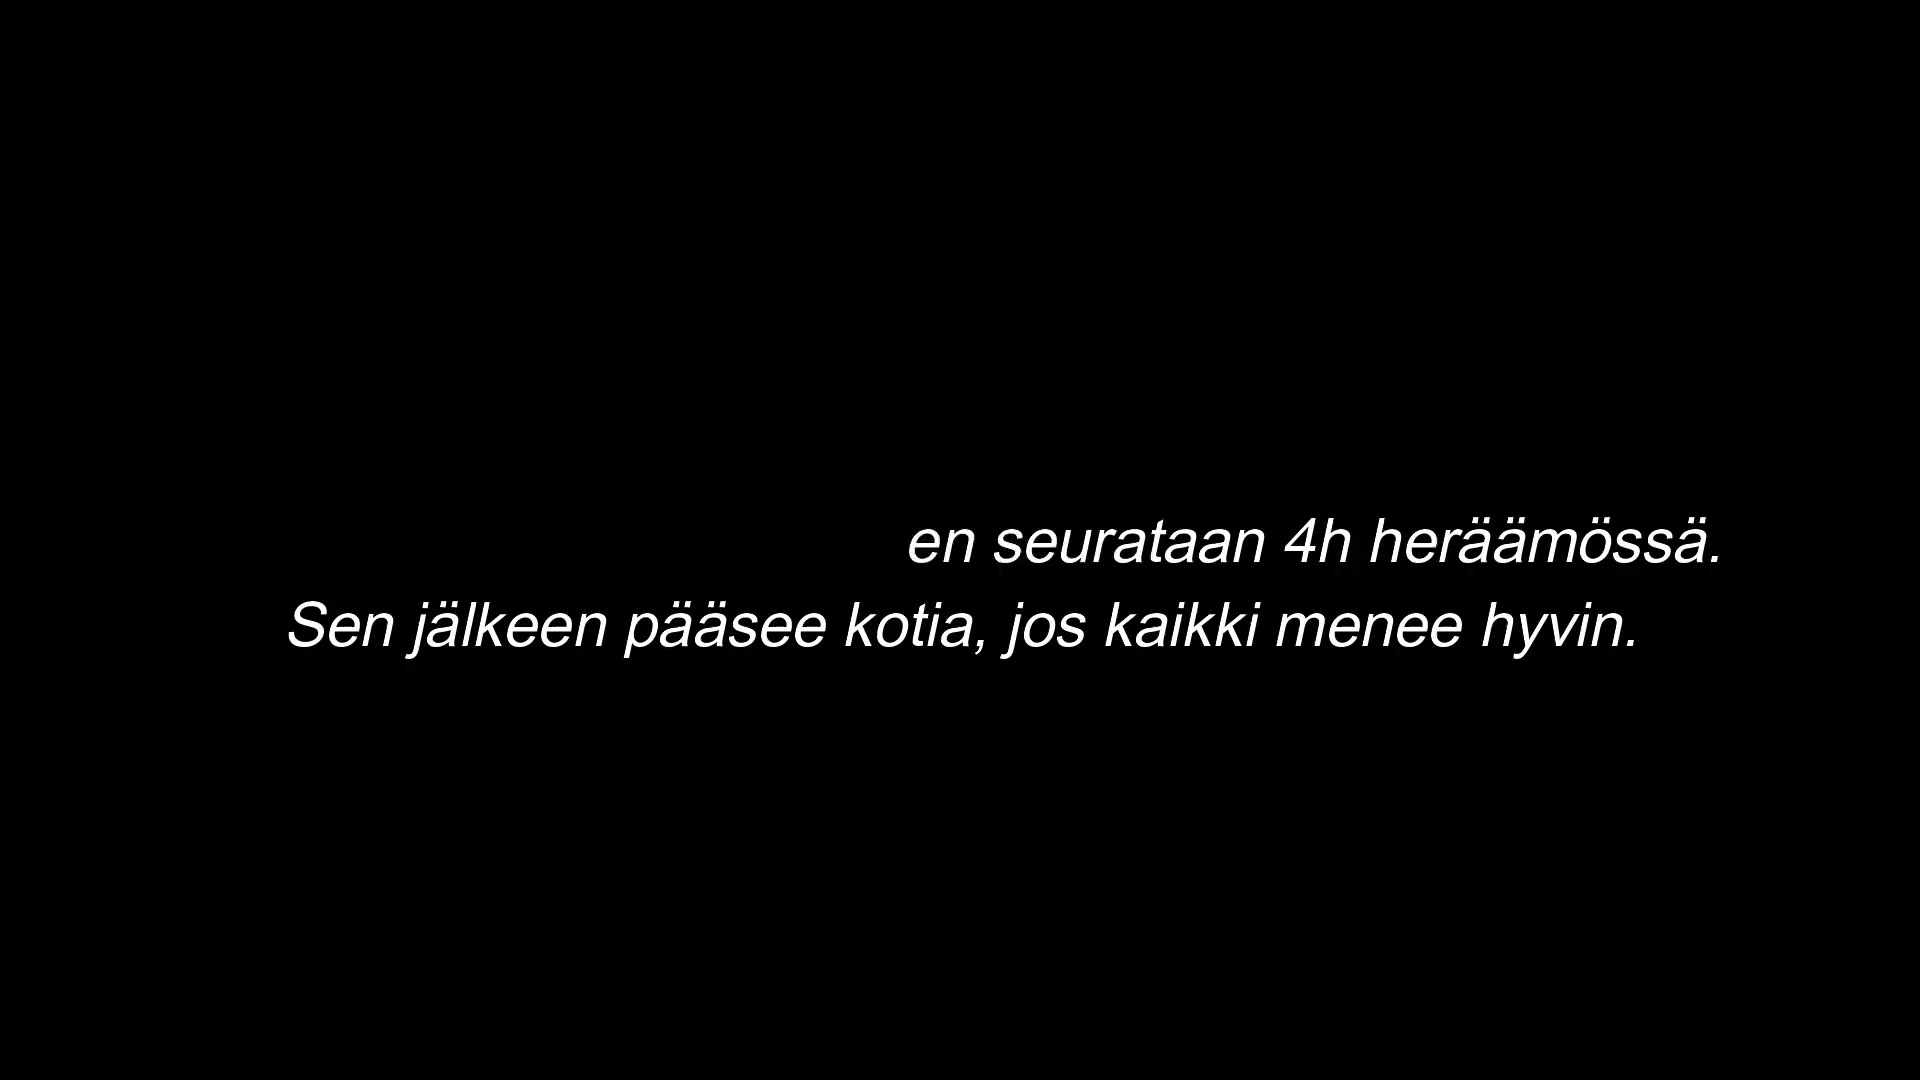 en seurataan 4h heräämössä.
Sen jälkeen pääsee kotia, jos kaikki menee hyvin.